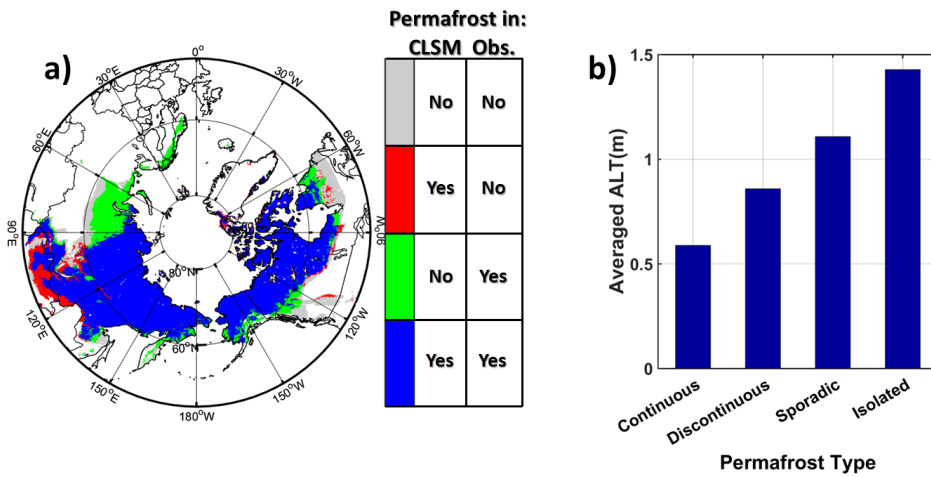 a)
0°
30°E
30°W
60°E
60°W
90°E
90°W
80°N
120°E
120°W
60°N
150°E
150°W
180°W
Permafrost in:
CLSM Obs.
No No
Yes No
No Yes
Yes Yes
b)
1.5
1
0.5
0
Averaged ALT(m)
Continuous
Discontinuous
Sporadic
Isolated
Permafrost Type